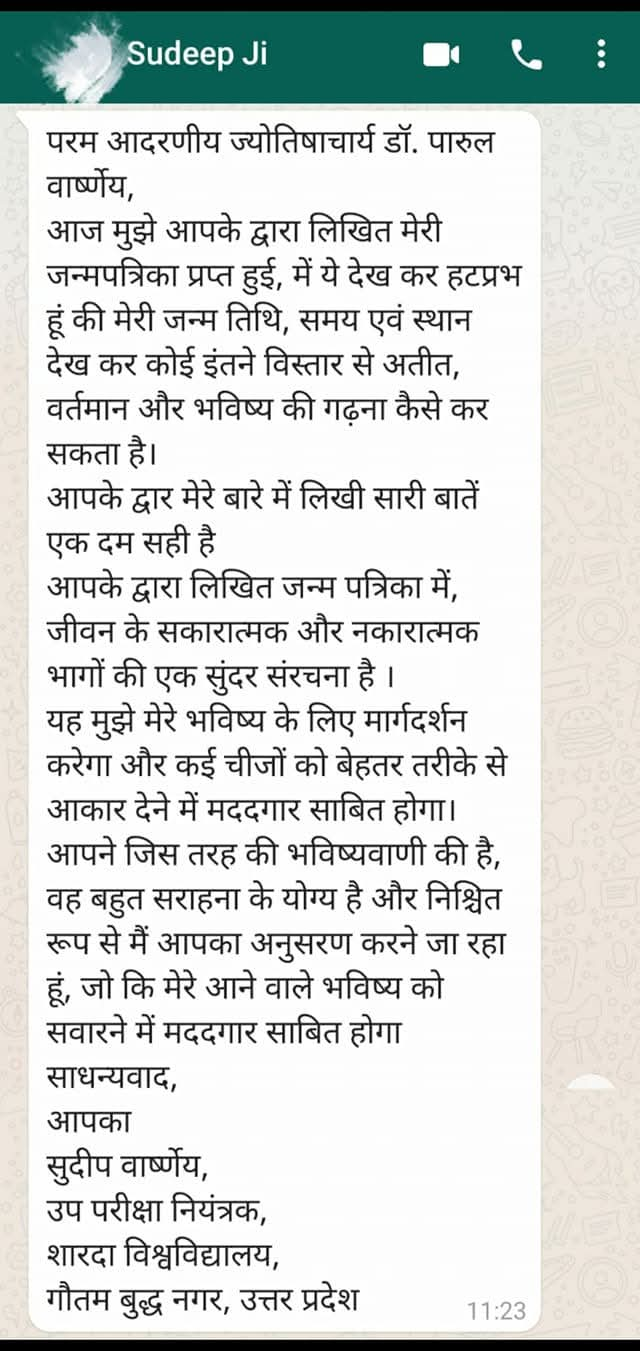 Sudeep Ji
परम आदरणीय ज्योतिषाचार्य डॉ. पारुल
वार्ष्णेय,
आज मुझे आपके द्वारा लिखित मेरी
जन्मपत्रिका प्राप्त हुई, में ये देख कर हटप्रभ
हूं की मेरी जन्म तिथि, समय एवं स्थान
देख कर कोई इंतने विस्तार से अतीत,
वर्तमान और भविष्य की गढ़ना कैसे कर
सकता है।
आपके द्वार मेरे बारे में लिखी सारी बातें
एक दम सही है
आपके द्वारा लिखित जन्म पत्रिका में,
जीवन के सकारात्मक और नकारात्मक
भागों की एक सुंदर संरचना है ।
यह मुझे मेरे भविष्य के लिए मार्गदर्शन
करेगा और कई चीजों को बेहतर तरीके से
आकार देने में मददगार साबित होगा।
आपने जिस तरह की भविष्यवाणी की है,
वह बहुत सराहना के योग्य है और निश्चित
रूप से मैं आपका अनुसरण करने जा रहा
हूं, जो कि मेरे आने वाले भविष्य को
सवारने में मददगार साबित होगा
साधन्यवाद,
आपका
सुदीप वार्ष्णेय,
उप परीक्षा नियंत्रक,
शारदा विश्वविद्यालय,
गौतम बुद्ध नगर, उत्तर प्रदेश
11:23